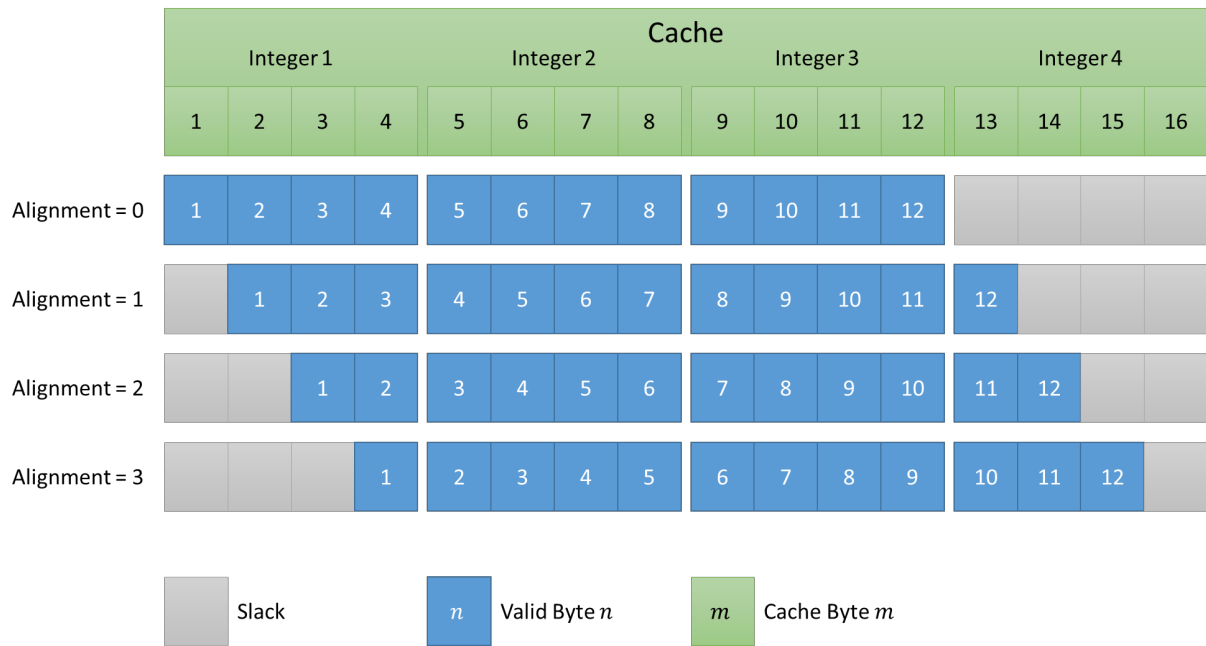 Cache
Integer 1 Integer 2 Integer 3 Integer 4
1 2 3 4 5 6 7 8 9 10 11 12 13 14 15 16
Alignment = 0 1 2 3 4 5 6 7 8 9 10 11 12
Alignment = 1 1 2 3 4 5 6 7 8 9 10 11 12
Alignment = 2 1 2 3 4 5 6 7 8 9 10 11 12
Alignment = 3 1 2 3 4 5 6 7 8 9 10 11 12
Slack n Valid Byte n m Cache Byte m